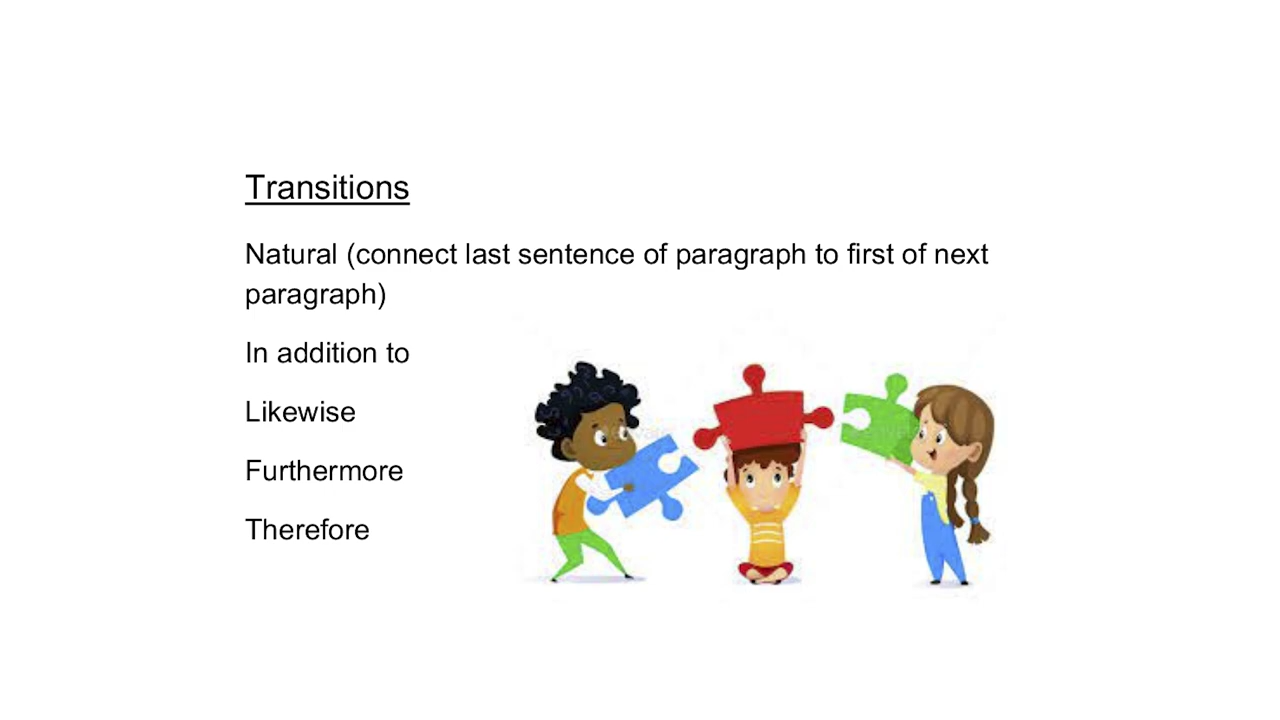 Transitions
Natural (connect last sentence of paragraph to first of next
paragraph)
In addition to
Likewise
Furthermore
Therefore